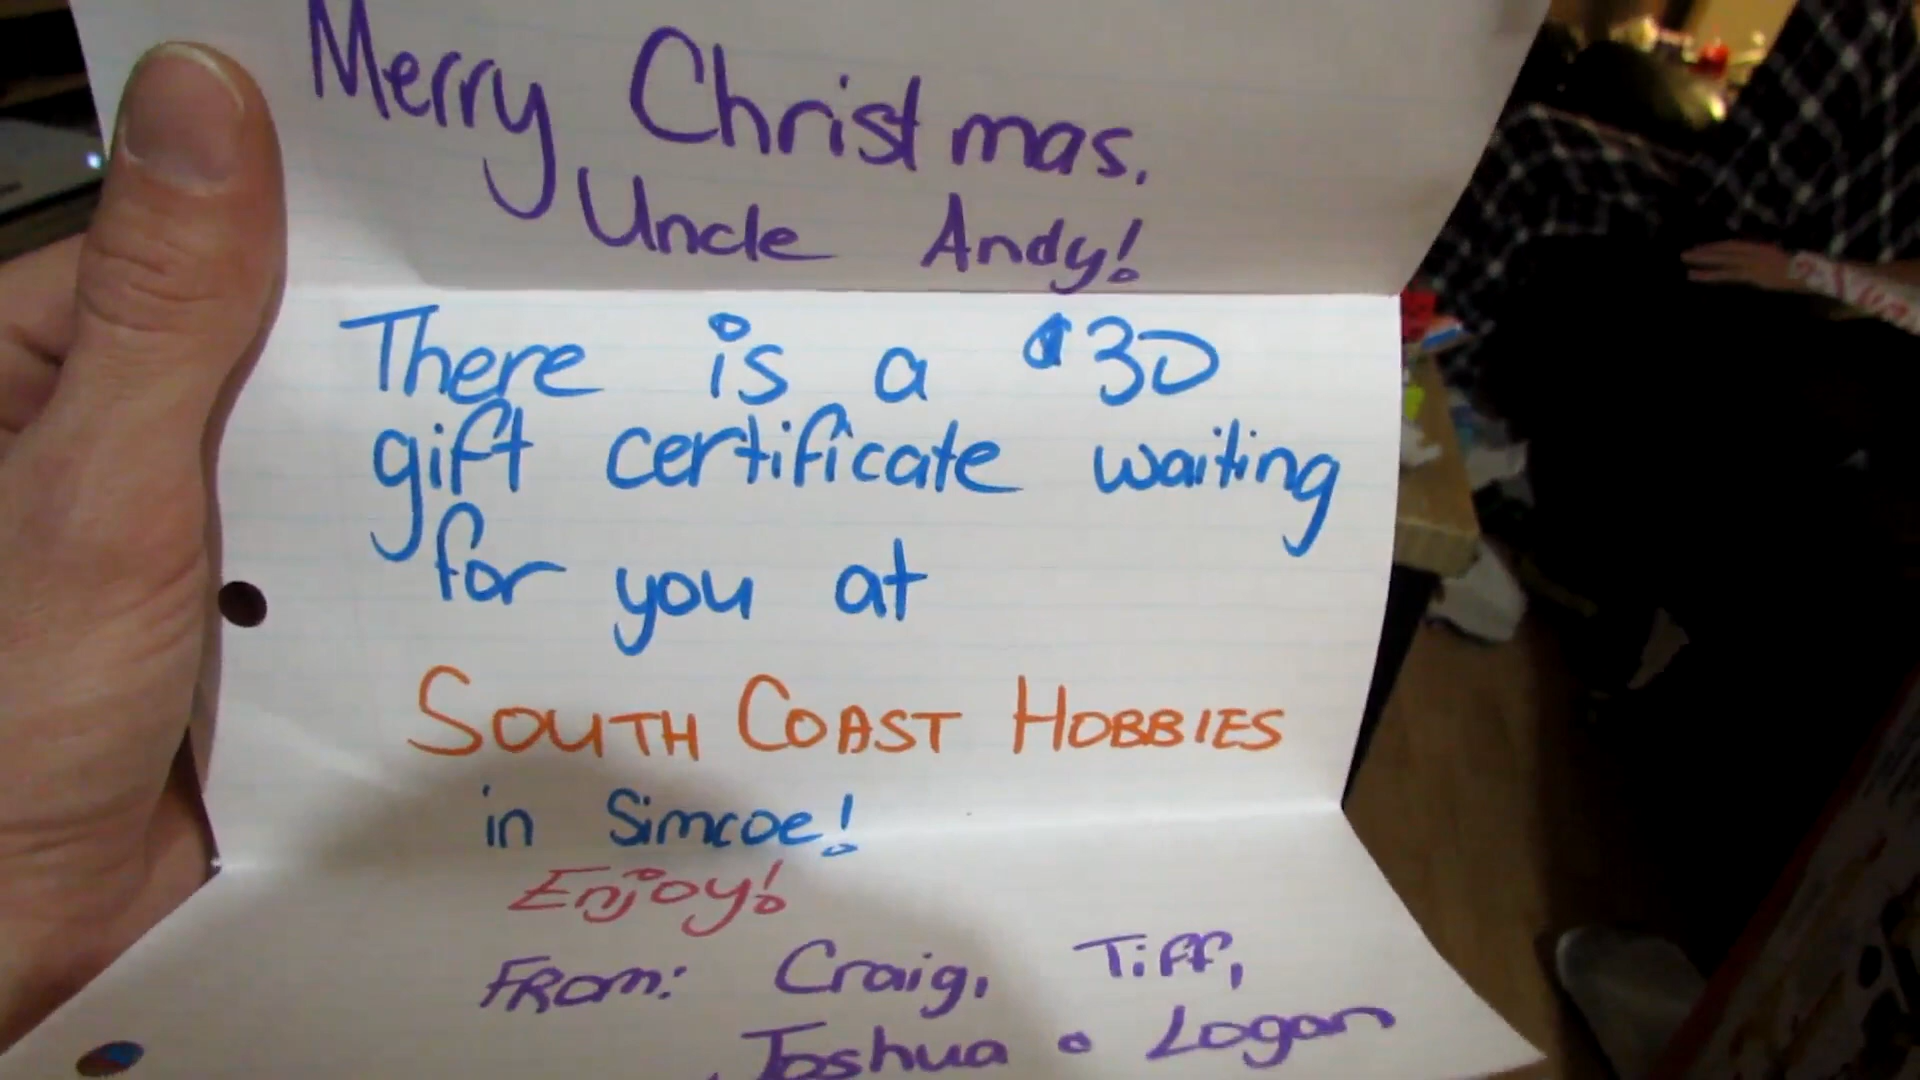 Merry Christmas,
Uncle Andy!
There is a $30
gift certificate waiting
for you at
SOUTH COAST HOBBIES
in Simcoe!
Enjoy!
From: Craig, Tiff,
Joshua & Logan